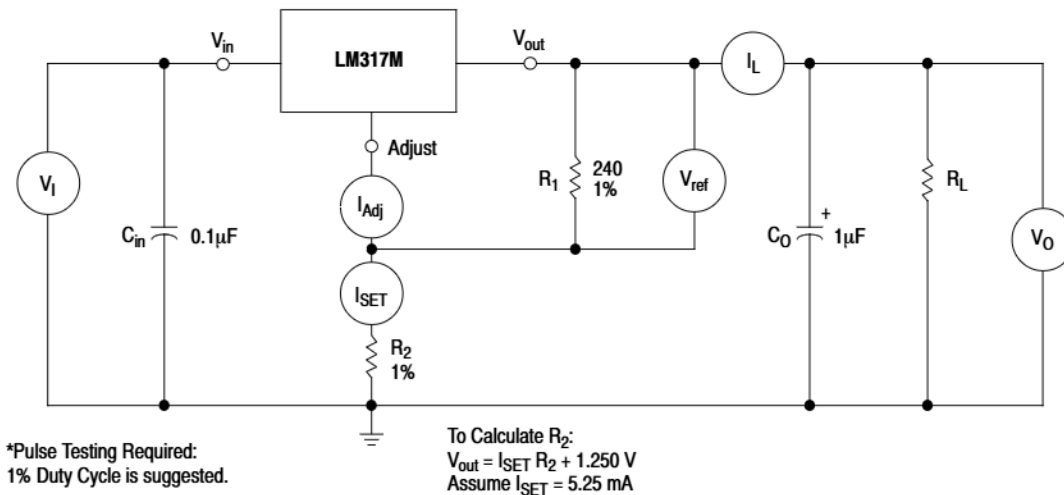 Vin
LM317M
Vout
IL
Adjust
VI
Cin
0.1μF
IAdj
R1
240
1%
Vref
CO
+
1μF
RL
VO
ISET
R2
1%
*Pulse Testing Required:
1% Duty Cycle is suggested.
To Calculate R2:
Vout = ISET R2 + 1.250 V
Assume ISET = 5.25 mA